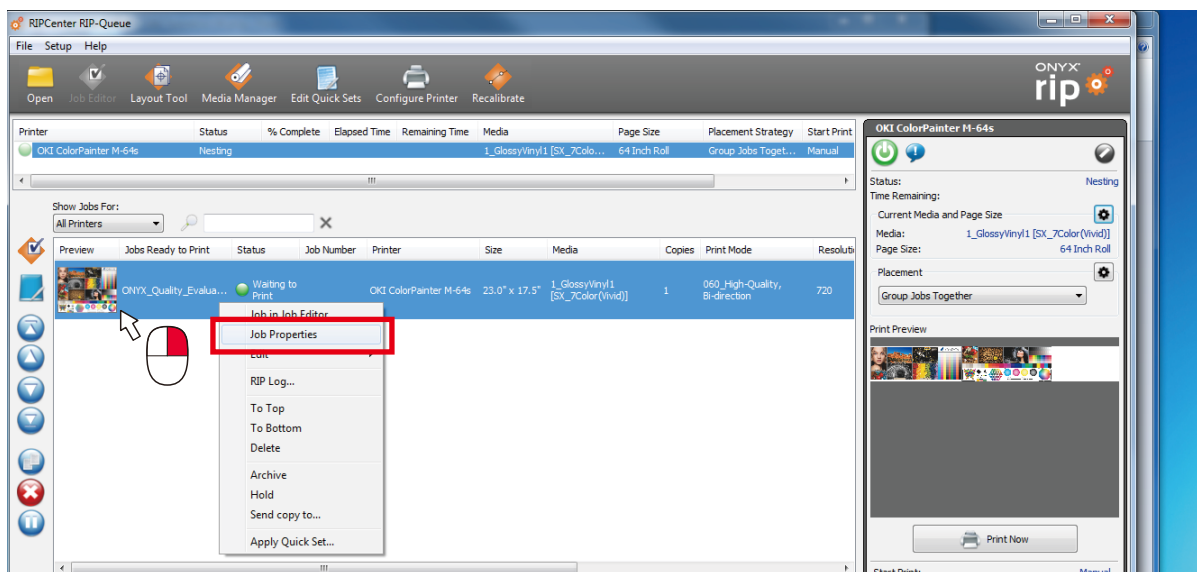 RIPCenter RIP-Queue
File Setup Help
Open Job Editor Layout Tool Media Manager Edit Quick Sets Configure Printer Recalibrate
ONYX
rip
Printer Status % Complete Elapsed Time Remaining Time Media Page Size Placement Strategy Start Print
OKI ColorPainter M-64s Nesting 1_GlossyVinyl1 [SX_7Colo... 64 Inch Roll Group Jobs Toget... Manual
Show Jobs For:
All Printers
Preview Jobs Ready to Print Status Job Number Printer Size Media Copies Print Mode Resoluti
ONYX_Quality_Evalua... Waiting to Print OKI ColorPainter M-64s 23.0" x 17.5" 1_GlossyVinyl1 [SX_7Color(Vivid)] 1 060_High-Quality, Bi-direction 720
Job in Job Editor
Job Properties
Edit
RIP Log...
To Top
To Bottom
Delete
Archive
Hold
Send copy to...
Apply Quick Set...
OKI ColorPainter M-64s
Status: Nesting
Time Remaining:
Current Media and Page Size
Media: 1_GlossyVinyl1 [SX_7Color(Vivid)]
Page Size: 64 Inch Roll
Placement
Group Jobs Together
Print Preview
Print Now
Start Print: Manual